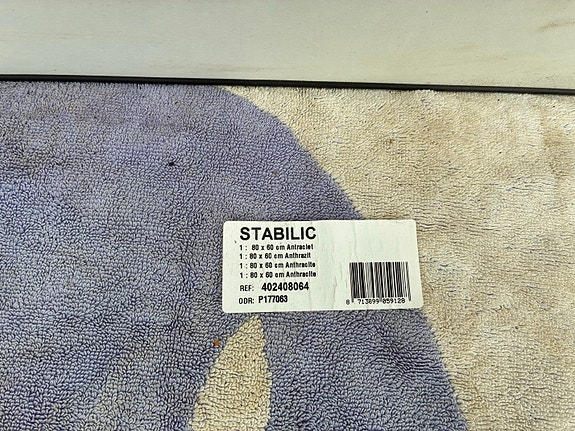 STABILIC
1 : 80 x 60 cm Antraciet
1 : 80 x 60 cm Anthrazit
1 : 80 x 60 cm Anthracite
1 : 80 x 60 cm Anthracite
REF: 402408064
ODR: P177063
8 713899 059128